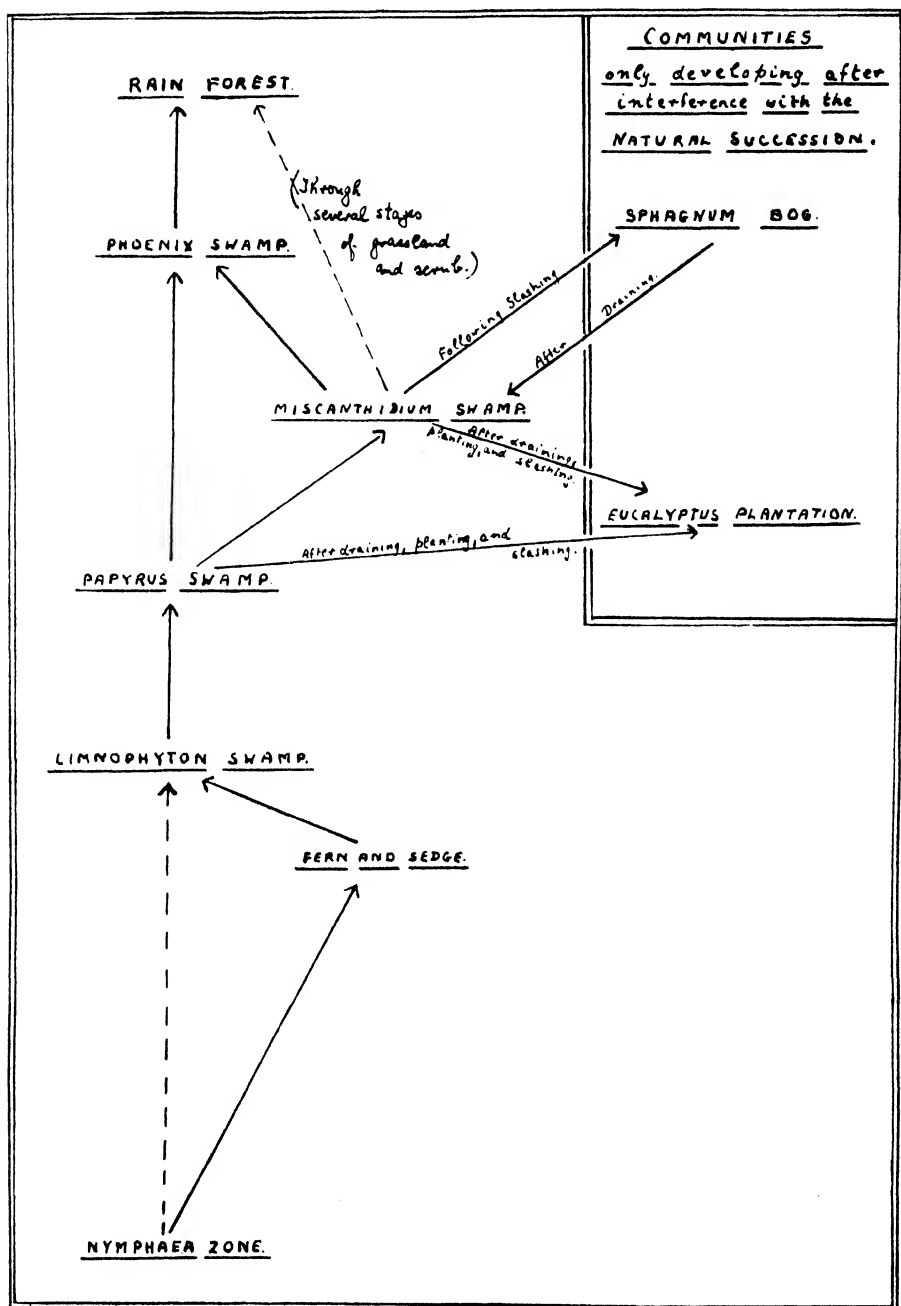 COMMUNITIES
only developing after
interference with the
NATURAL SUCCESSION.
RAIN FOREST.
(Through
several stages
of grassland
and scrub.)
SPHAGNUM BOG.
PHOENIX SWAMP.
Following Slashing
After Draining.
MISCANTHIDIUM SWAMP.
After draining,
planting, and slashing.
EUCALYPTUS PLANTATION.
After draining, planting, and
slashing.
PAPYRUS SWAMP.
LIMNOPHYTON SWAMP.
FERN AND SEDGE.
NYMPHAEA ZONE.